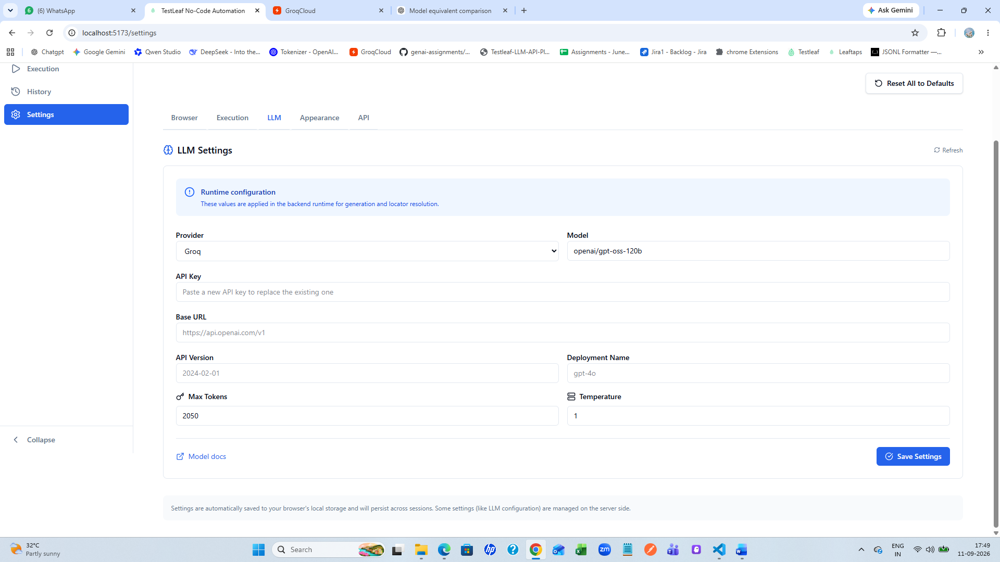 6 (6) WhatsApp
TestLeaf No-Code Automation
GroqCloud
Model equivalent comparison
Ask Gemini
localhost:5173/settings
Chatgpt
Google Gemini
Qwen Studio
DeepSeek - Into the...
Tokenizer - OpenAI...
GroqCloud
genai-assignments/...
Testleaf-LLM-API-Pl...
Assignments - June...
Jira1 - Backlog - Jira
chrome Extensions
Testleaf
Leaftaps
JSONL Formatter —...
Execution
History
Settings
Collapse
Reset All to Defaults
Browser
Execution
LLM
Appearance
API
LLM Settings
Refresh
Runtime configuration
These values are applied in the backend runtime for generation and locator resolution.
Provider
Groq
Model
openai/gpt-oss-120b
API Key
Paste a new API key to replace the existing one
Base URL
https://api.openai.com/v1
API Version
2024-02-01
Deployment Name
gpt-4o
Max Tokens
2050
Temperature
1
Model docs
Save Settings
Settings are automatically saved to your browser's local storage and will persist across sessions. Some settings (like LLM configuration) are managed on the server side.
32°C
Partly sunny
Search
hp
zm
ENG
IN
17:49
11-09-2026